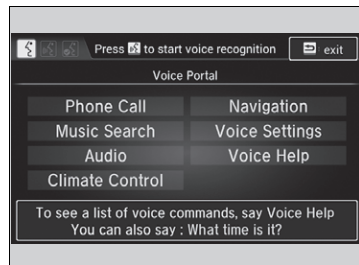 Press to start voice recognition
exit
Voice Portal
Phone Call
Navigation
Music Search
Voice Settings
Audio
Voice Help
Climate Control
To see a list of voice commands, say Voice Help
You can also say : What time is it?